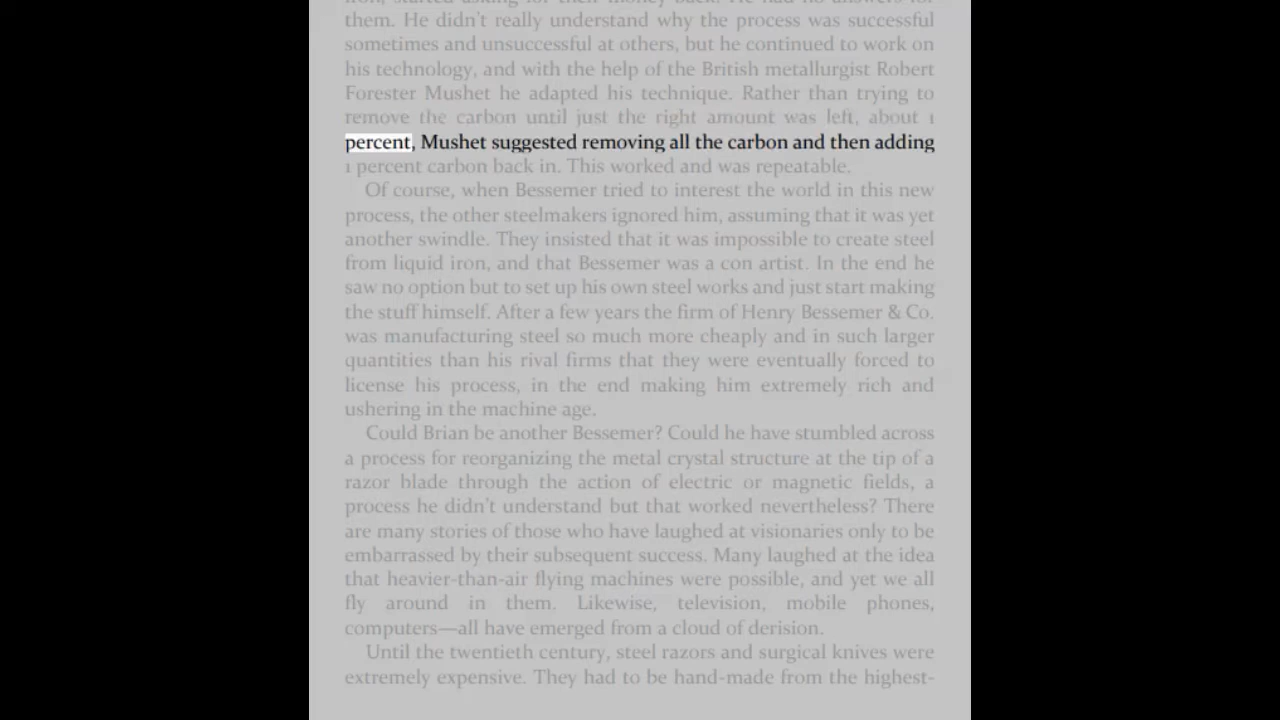 iron, started asking for their money back. He had no answers for
them. He didn't really understand why the process was successful
sometimes and unsuccessful at others, but he continued to work on
his technology, and with the help of the British metallurgist Robert
Forester Mushet he adapted his technique. Rather than trying to
remove the carbon until just the right amount was left, about 1
percent, Mushet suggested removing all the carbon and then adding
1 percent carbon back in. This worked and was repeatable.
Of course, when Bessemer tried to interest the world in this new
process, the other steelmakers ignored him, assuming that it was yet
another swindle. They insisted that it was impossible to create steel
from liquid iron, and that Bessemer was a con artist. In the end he
saw no option but to set up his own steel works and just start making
the stuff himself. After a few years the firm of Henry Bessemer & Co.
was manufacturing steel so much more cheaply and in such larger
quantities than his rival firms that they were eventually forced to
license his process, in the end making him extremely rich and
ushering in the machine age.
Could Brian be another Bessemer? Could he have stumbled across
a process for reorganizing the metal crystal structure at the tip of a
razor blade through the action of electric or magnetic fields, a
process he didn't understand but that worked nevertheless? There
are many stories of those who have laughed at visionaries only to be
embarrassed by their subsequent success. Many laughed at the idea
that heavier-than-air flying machines were possible, and yet we all
fly around in them. Likewise, television, mobile phones,
computers—all have emerged from a cloud of derision.
Until the twentieth century, steel razors and surgical knives were
extremely expensive. They had to be hand-made from the highest-